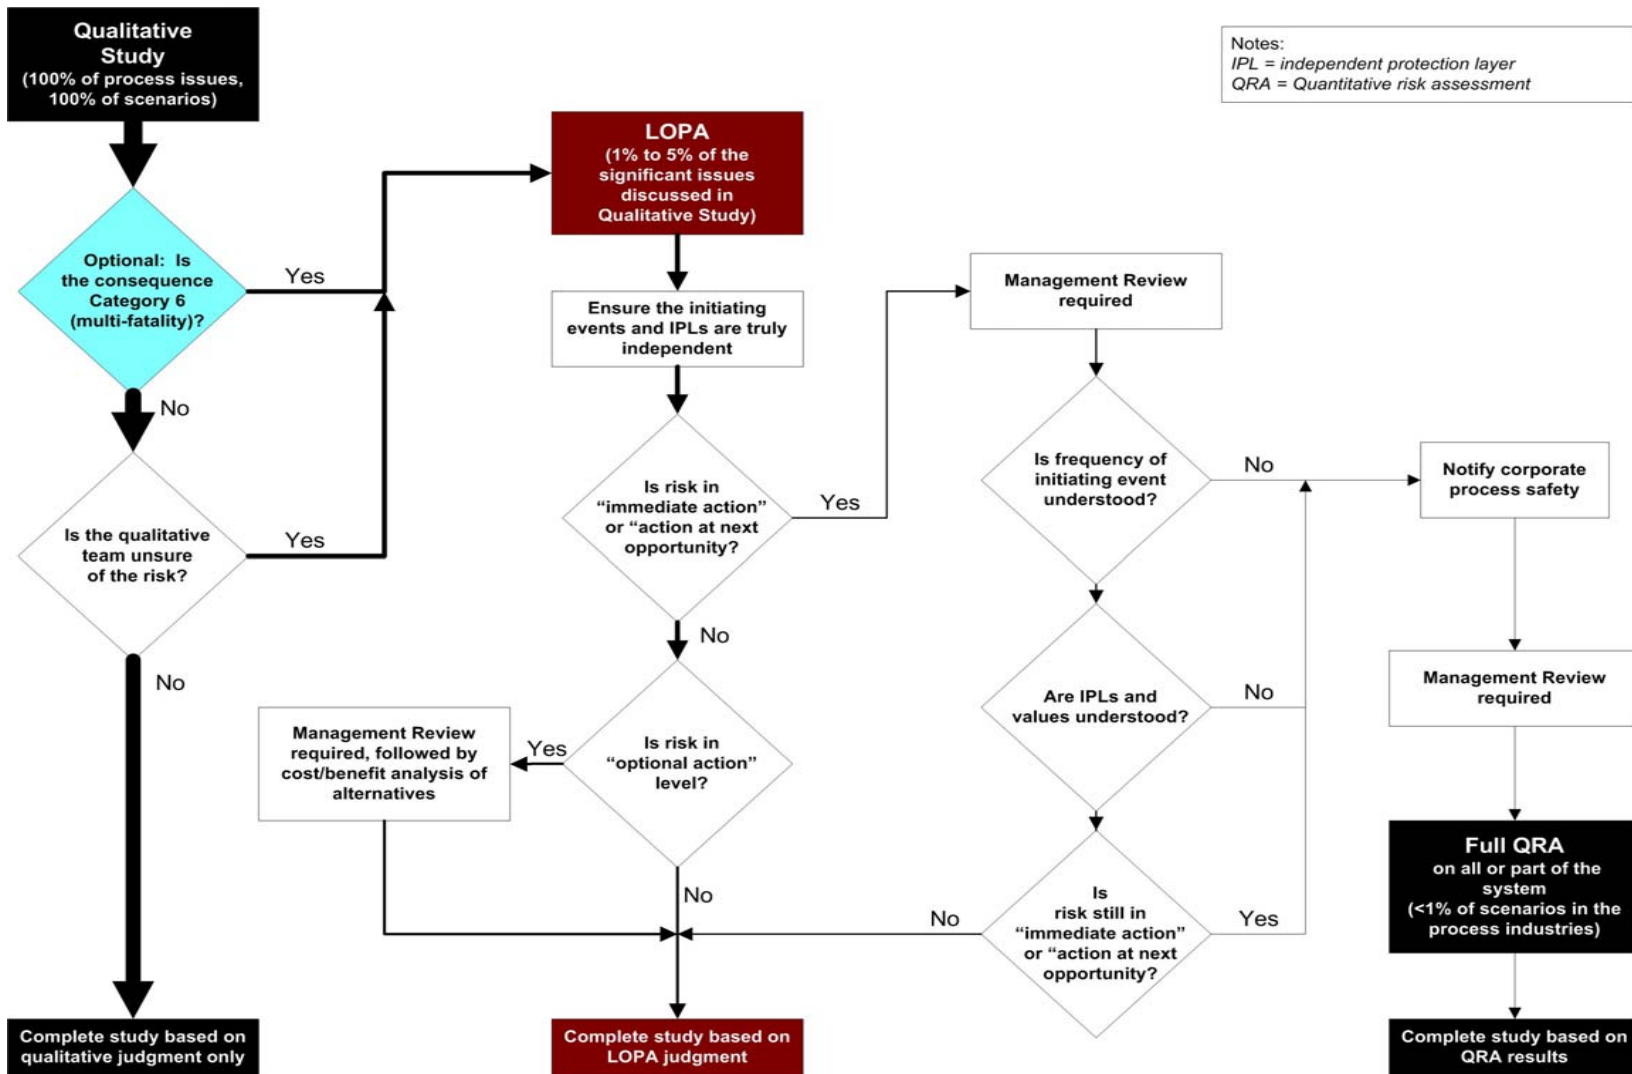 Qualitative
Study
(100% of process issues,
100% of scenarios)
Notes:
IPL = independent protection layer
QRA = Quantitative risk assessment
LOPA
(1% to 5% of the
significant issues
discussed in
Qualitative Study)
Optional: Is
the consequence
Category 6
(multi-fatality)?
Yes
No
Ensure the initiating
events and IPLs are truly
independent
Management Review
required
Is the qualitative
team unsure
of the risk?
Yes
No
Is risk in
“immediate action”
or “action at next
opportunity?
Yes
No
Is frequency of
initiating event
understood?
No
Notify corporate
process safety
Are IPLs and
values understood?
No
Management Review
required
Management Review
required, followed by
cost/benefit analysis of
alternatives
Yes
Is risk in
“optional action”
level?
No
Is
risk still in
“immediate action”
or “action at next
opportunity?
No
Yes
Full QRA
on all or part of the
system
(<1% of scenarios in the
process industries)
Complete study based on
qualitative judgment only
Complete study based on
LOPA judgment
Complete study based on
QRA results